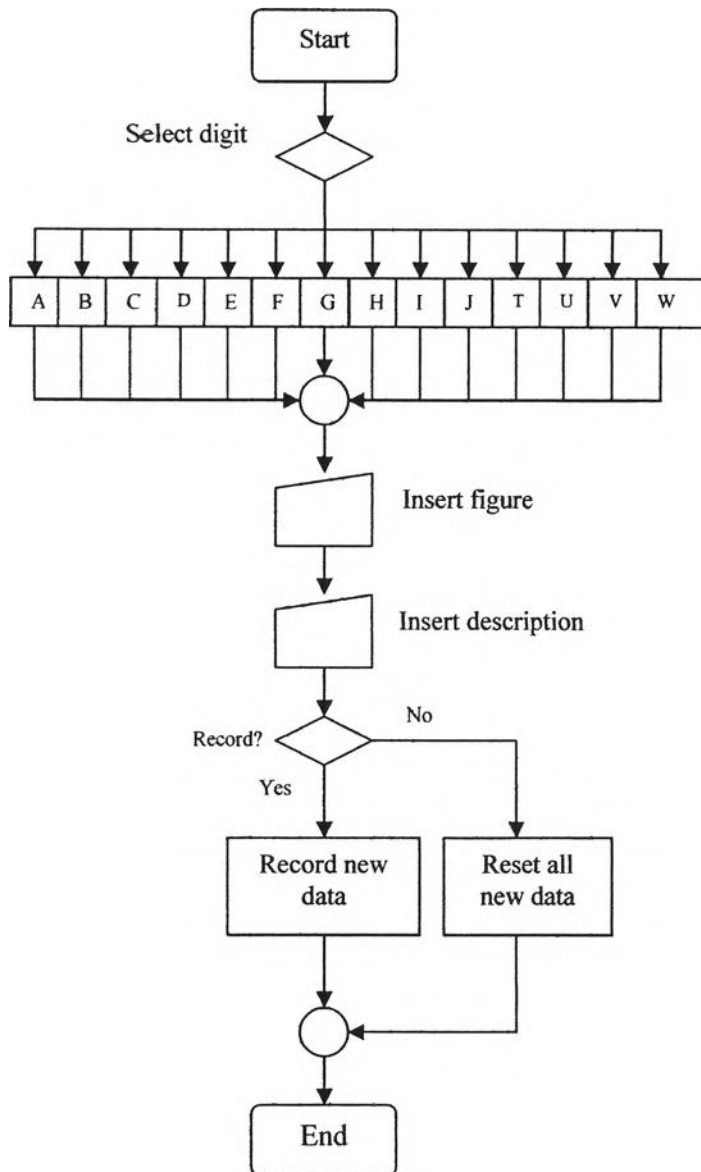 Start
Select digit
A B C D E F G H I J T U V W
Insert figure
Insert description
No
Record?
Yes
Record new
data
Reset all
new data
End